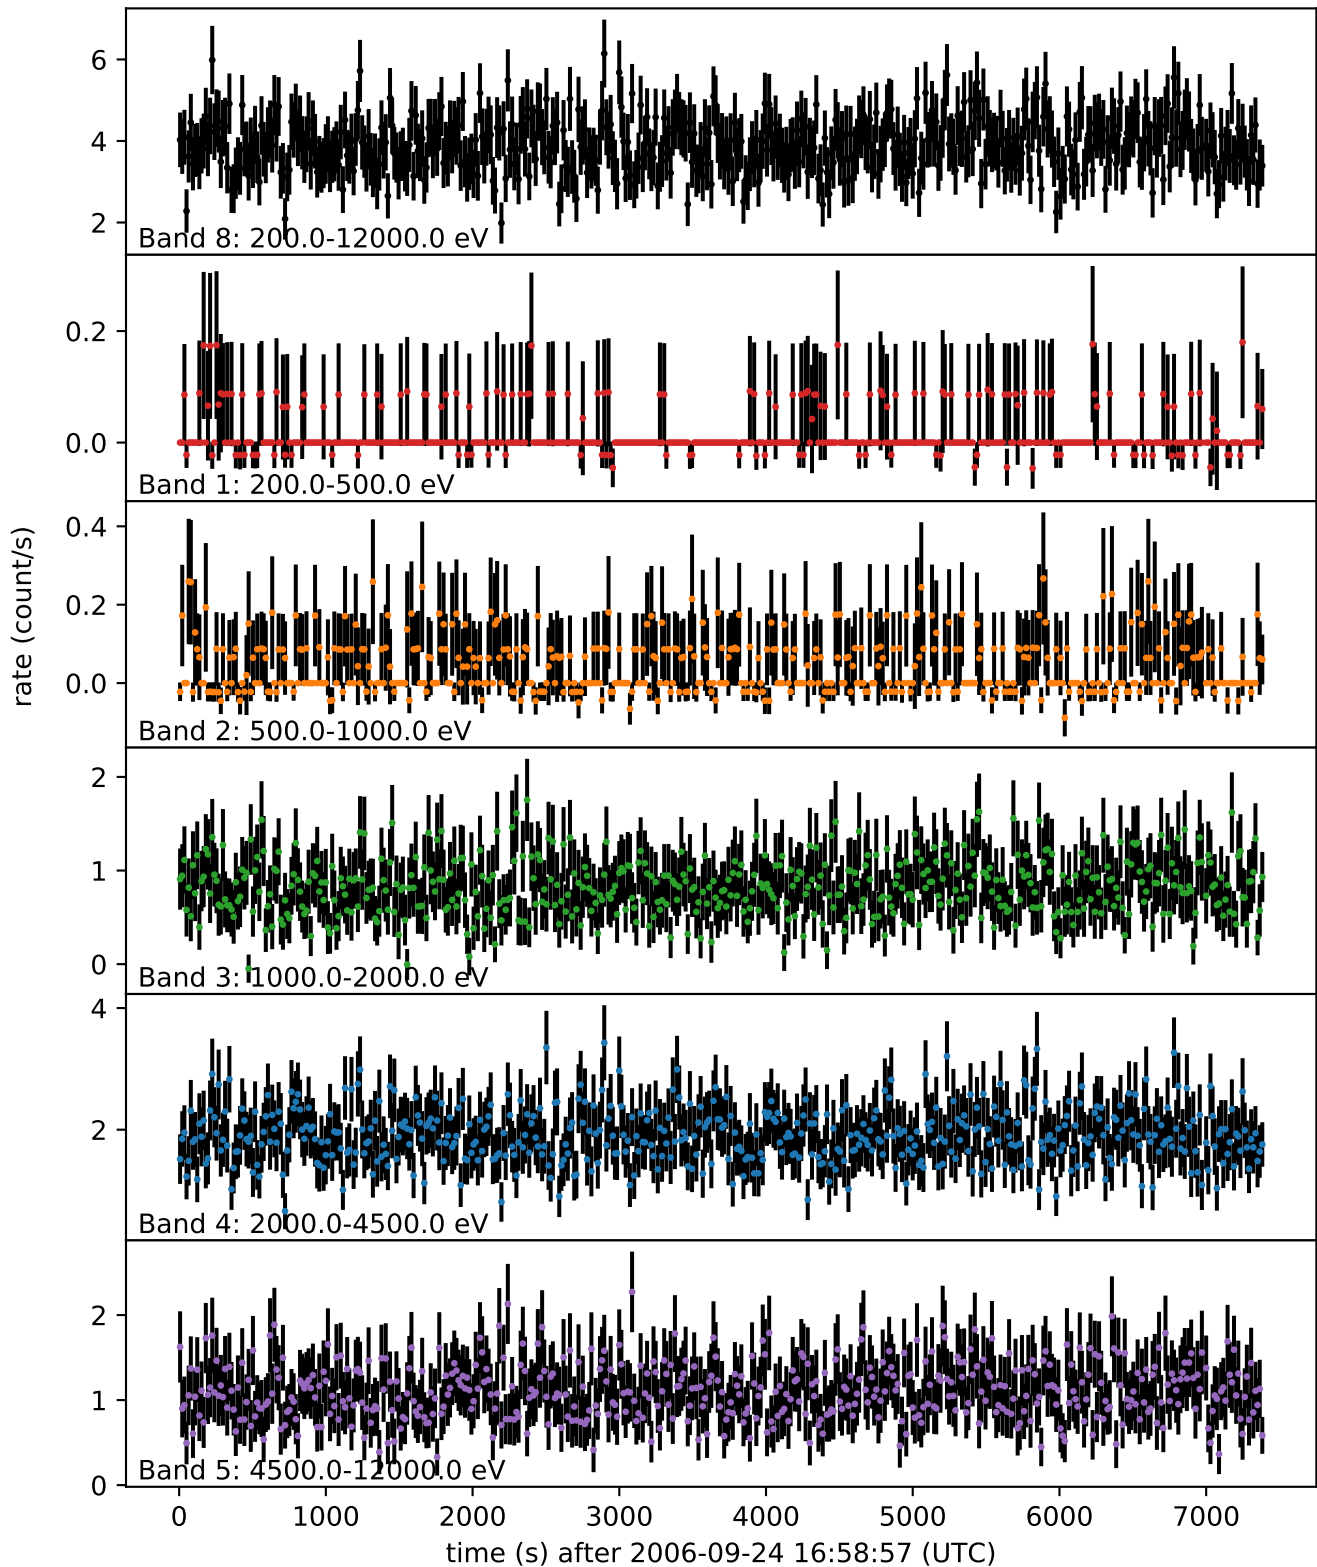 6
4
2
Band 8: 200.0-12000.0 eV
0.2
0.0
Band 1: 200.0-500.0 eV
0.4
0.2
0.0
Band 2: 500.0-1000.0 eV
rate (count/s)
2
1
0
Band 3: 1000.0-2000.0 eV
4
2
Band 4: 2000.0-4500.0 eV
2
1
0
Band 5: 4500.0-12000.0 eV
0 1000 2000 3000 4000 5000 6000 7000
time (s) after 2006-09-24 16:58:57 (UTC)